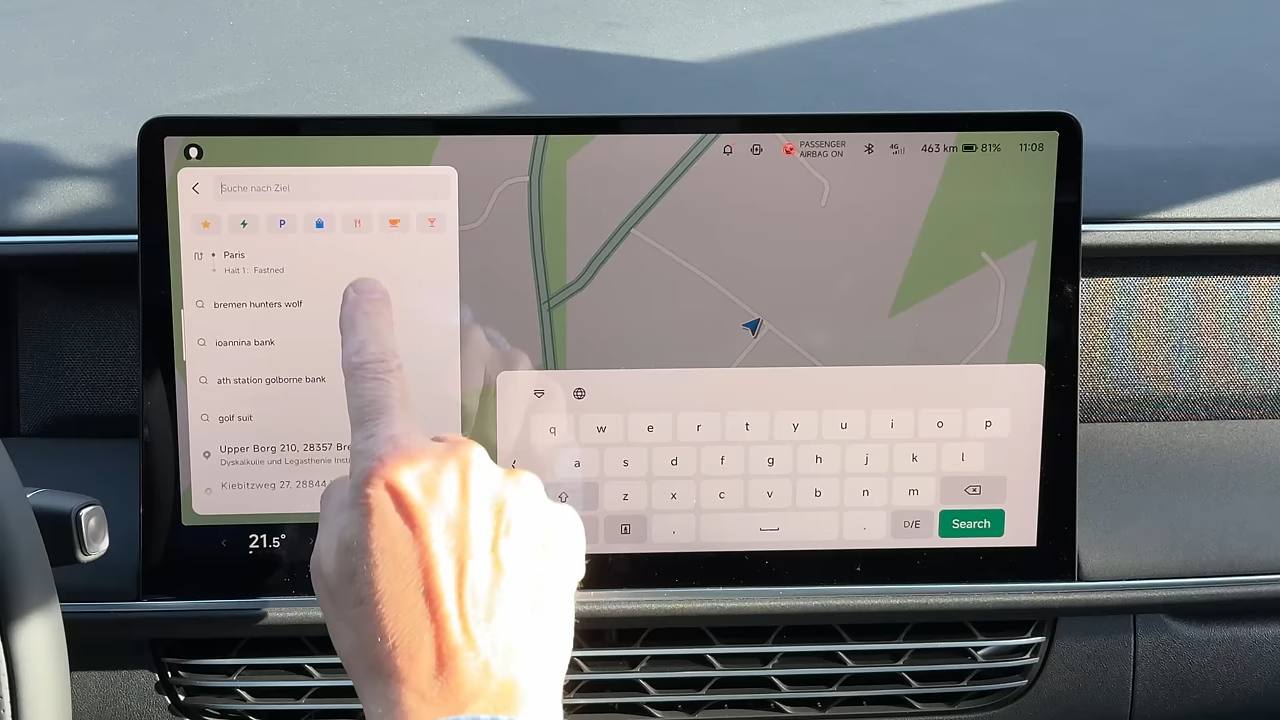 PASSENGER
AIRBAG ON
4G
463 km
81%
11:08
Suche nach Ziel
P
Paris
Halt 1: Fastned
bremen hunters wolf
ioannina bank
ath station golborne bank
golf suit
Upper Borg 210, 28357 Bre
Dyskalkulie und Legasthenie Insti
Kiebitzweg 27, 28844
21.5°
q w e r t y u i o p
a s d f g h j k l
z x c v b n m
, . D/E Search